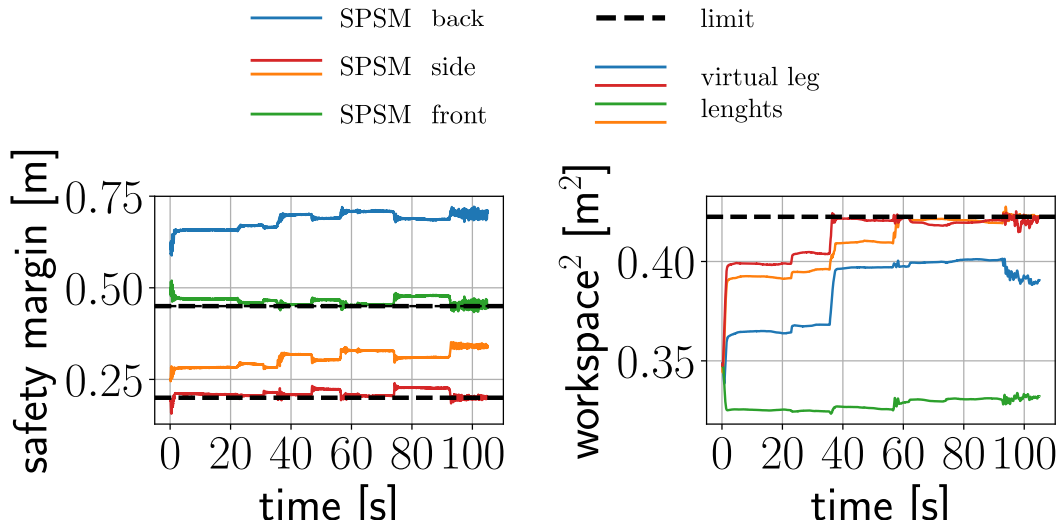 SPSM back
SPSM side
SPSM front
limit
virtual leg
lenghts
safety margin [m]
0.75
0.50
0.25
0 20 40 60 80 100
time [s]
workspace² [m²]
0.40
0.35
0 20 40 60 80 100
time [s]